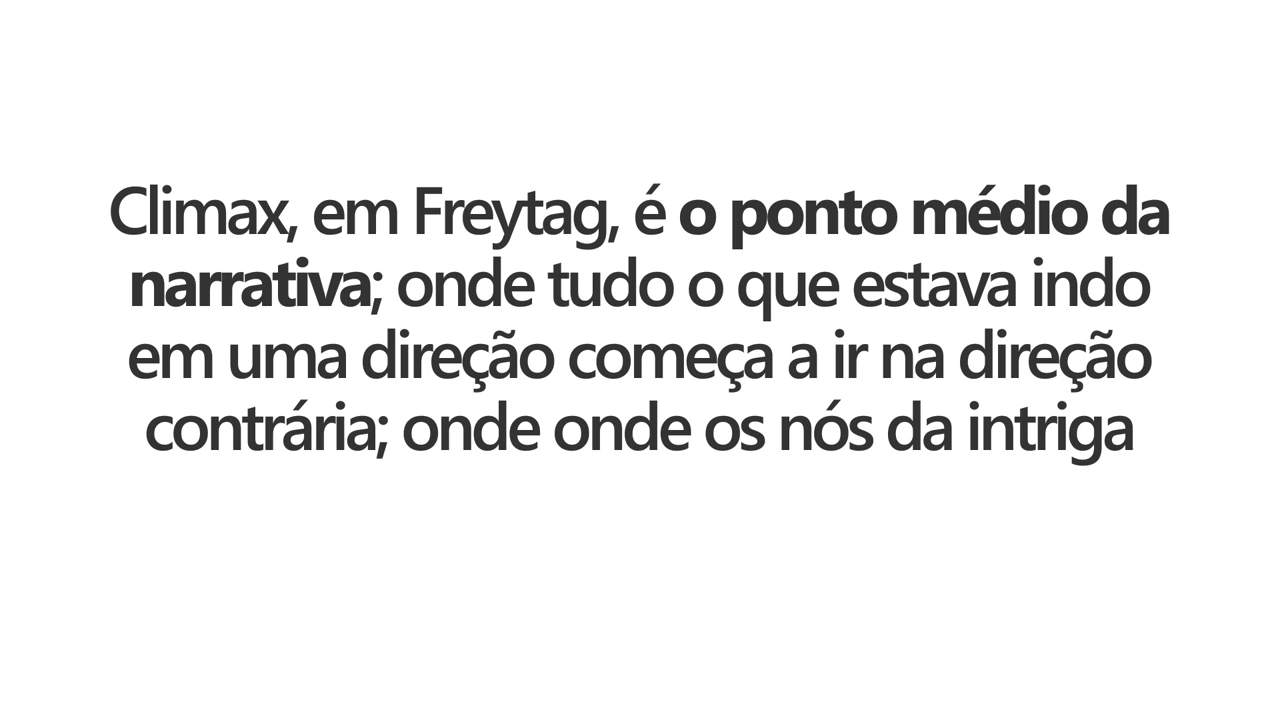 Climax, em Freytag, é o ponto médio da
narrativa; onde tudo o que estava indo
em uma direção começa a ir na direção
contrária; onde onde os nós da intriga